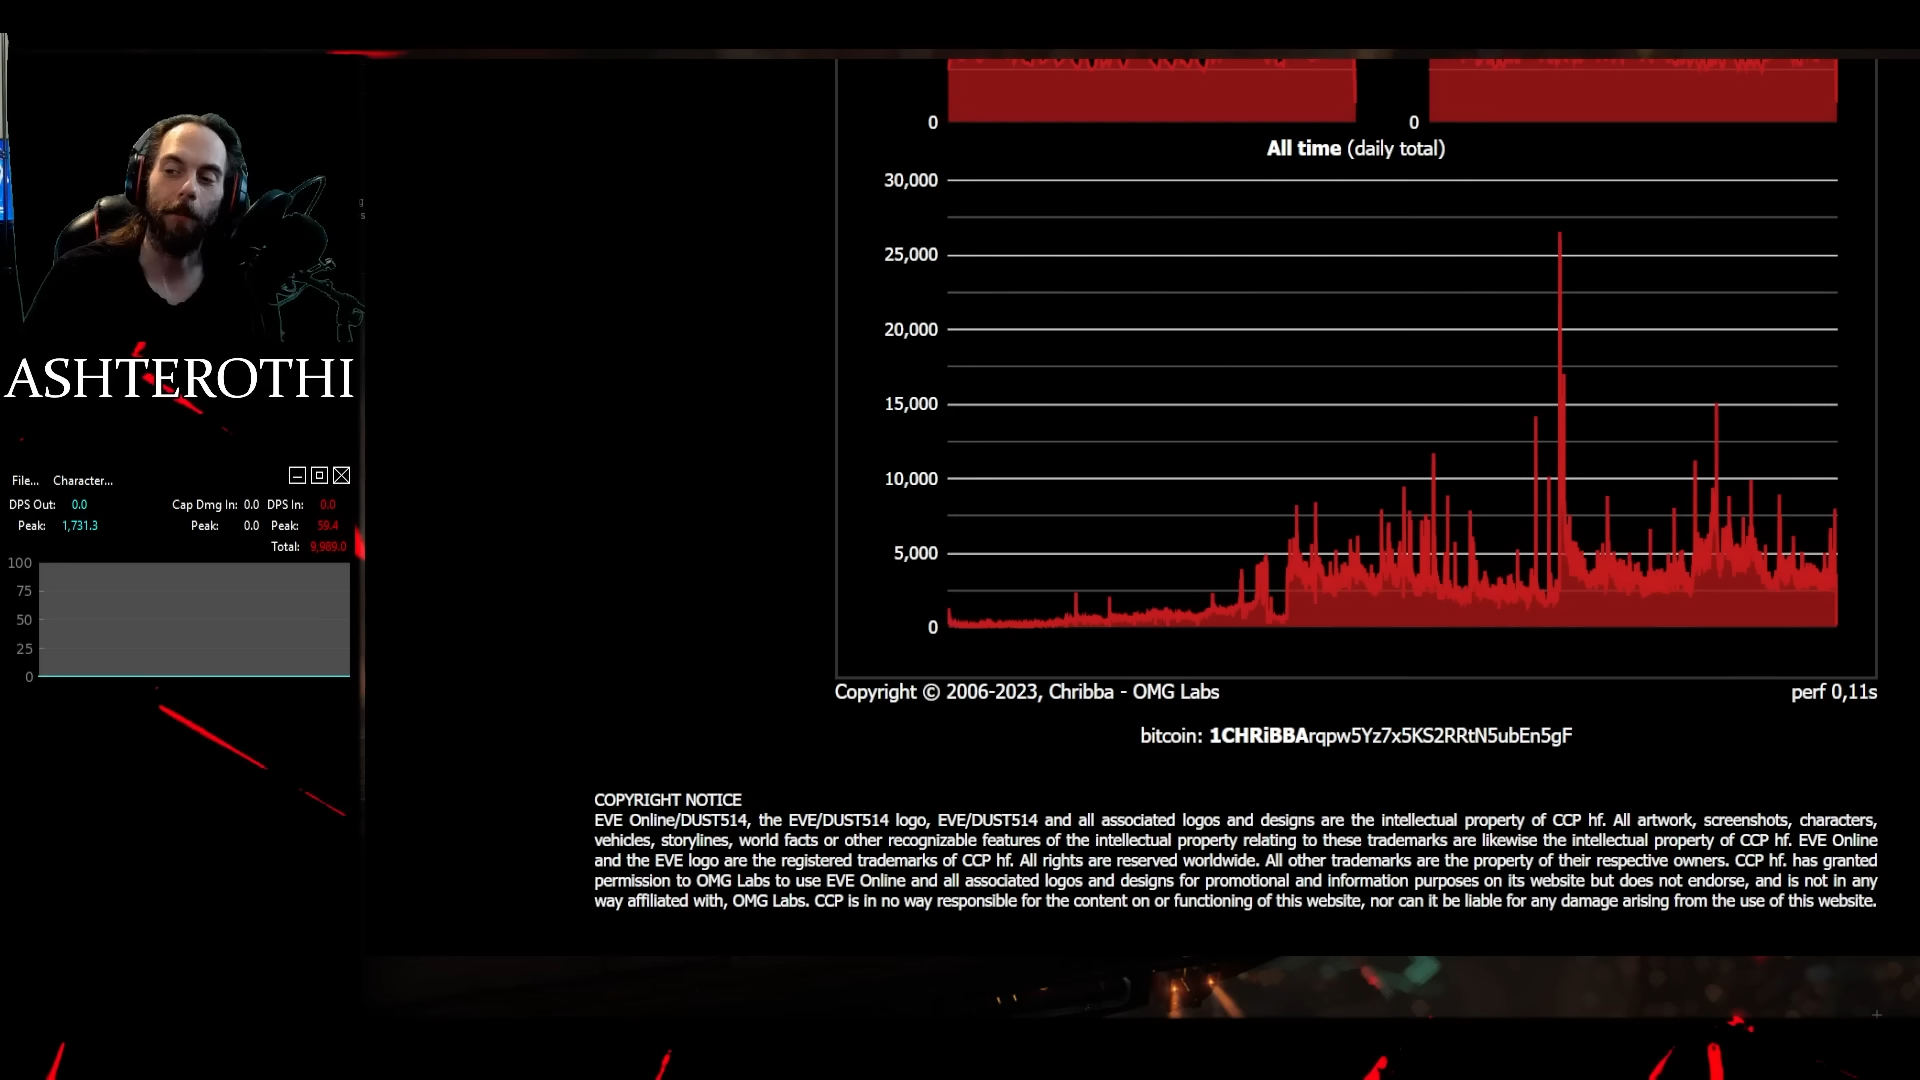 ASHTEROTHI
File... Character...
DPS Out: 0.0 Cap Dmg In: 0.0 DPS In: 0.0
Peak: 1,731.3 Peak: 0.0 Peak: 59.4
Total: 9,989.0
100
75
50
25
0
0 0
All time (daily total)
30,000
25,000
20,000
15,000
10,000
5,000
0
Copyright © 2006-2023, Chribba - OMG Labs perf 0,11s
bitcoin: 1CHRiBBArqpw5Yz7x5KS2RRtN5ubEn5gF
COPYRIGHT NOTICE
EVE Online/DUST514, the EVE/DUST514 logo, EVE/DUST514 and all associated logos and designs are the intellectual property of CCP hf. All artwork, screenshots, characters,
vehicles, storylines, world facts or other recognizable features of the intellectual property relating to these trademarks are likewise the intellectual property of CCP hf. EVE Online
and the EVE logo are the registered trademarks of CCP hf. All rights are reserved worldwide. All other trademarks are the property of their respective owners. CCP hf. has granted
permission to OMG Labs to use EVE Online and all associated logos and designs for promotional and information purposes on its website but does not endorse, and is not in any
way affiliated with, OMG Labs. CCP is in no way responsible for the content on or functioning of this website, nor can it be liable for any damage arising from the use of this website.